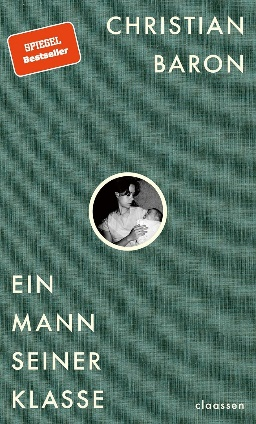 CHRISTIAN
BARON
SPIEGEL
Bestseller
EIN
MANN
SEINER
KLASSE
claassen